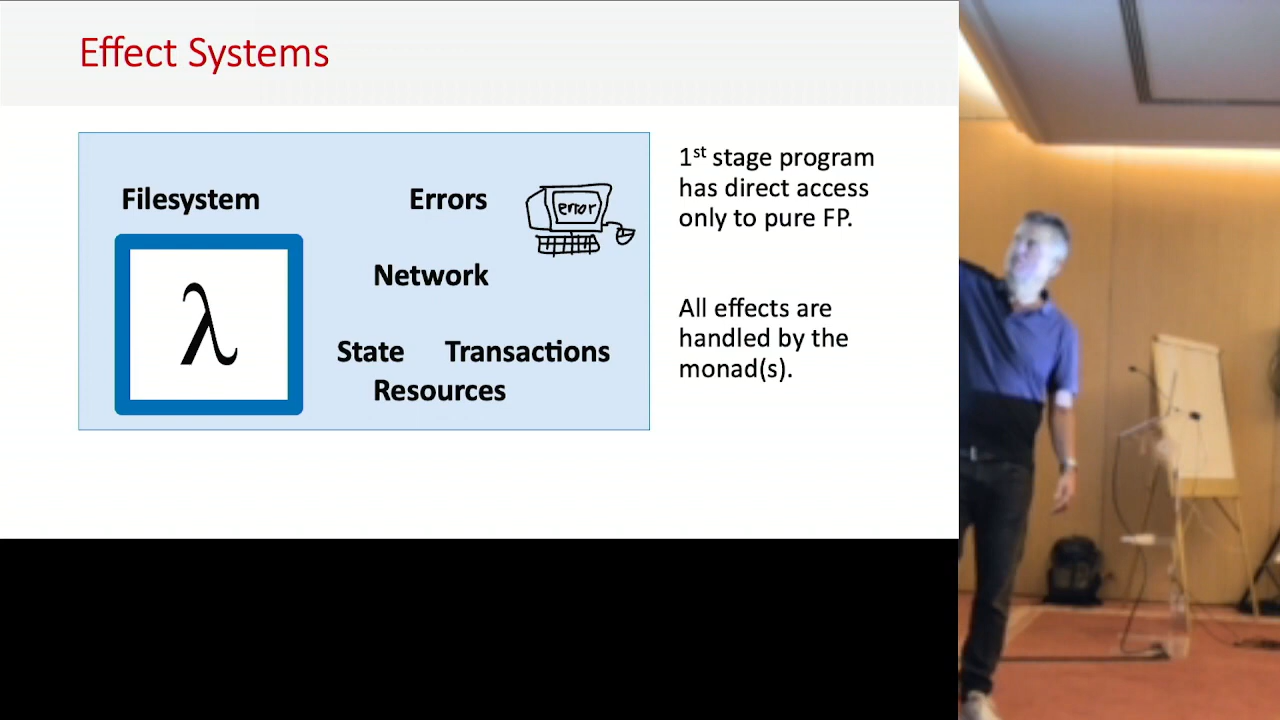 Effect Systems
Filesystem
Errors
error
Network
λ
State Transactions
Resources
1st stage program
has direct access
only to pure FP.
All effects are
handled by the
monad(s).